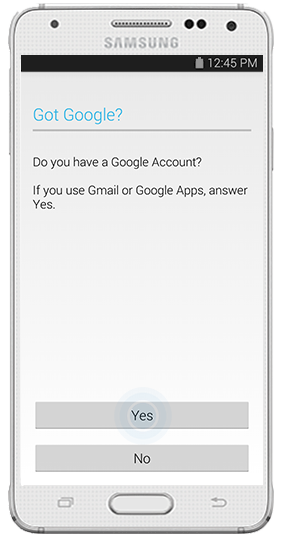 SAMSUNG
12:45 PM
Got Google?
Do you have a Google Account?
If you use Gmail or Google Apps, answer
Yes.
Yes
No